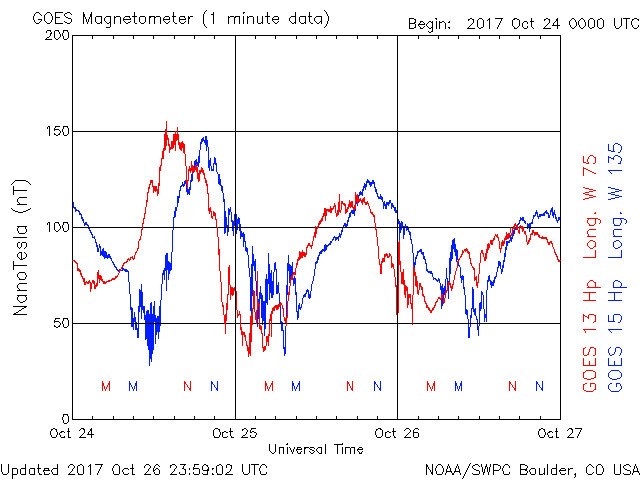 GOES Magnetometer (1 minute data)
Begin: 2017 Oct 24 0000 UTC
200
150
100
50
0
NanoTesla (nT)
M M N N M M N N M M N N
Oct 24 Oct 25 Oct 26 Oct 27
Universal Time
GOES 13 Hp Long. W 75
GOES 15 Hp Long. W 135
Updated 2017 Oct 26 23:59:02 UTC
NOAA/SWPC Boulder, CO USA